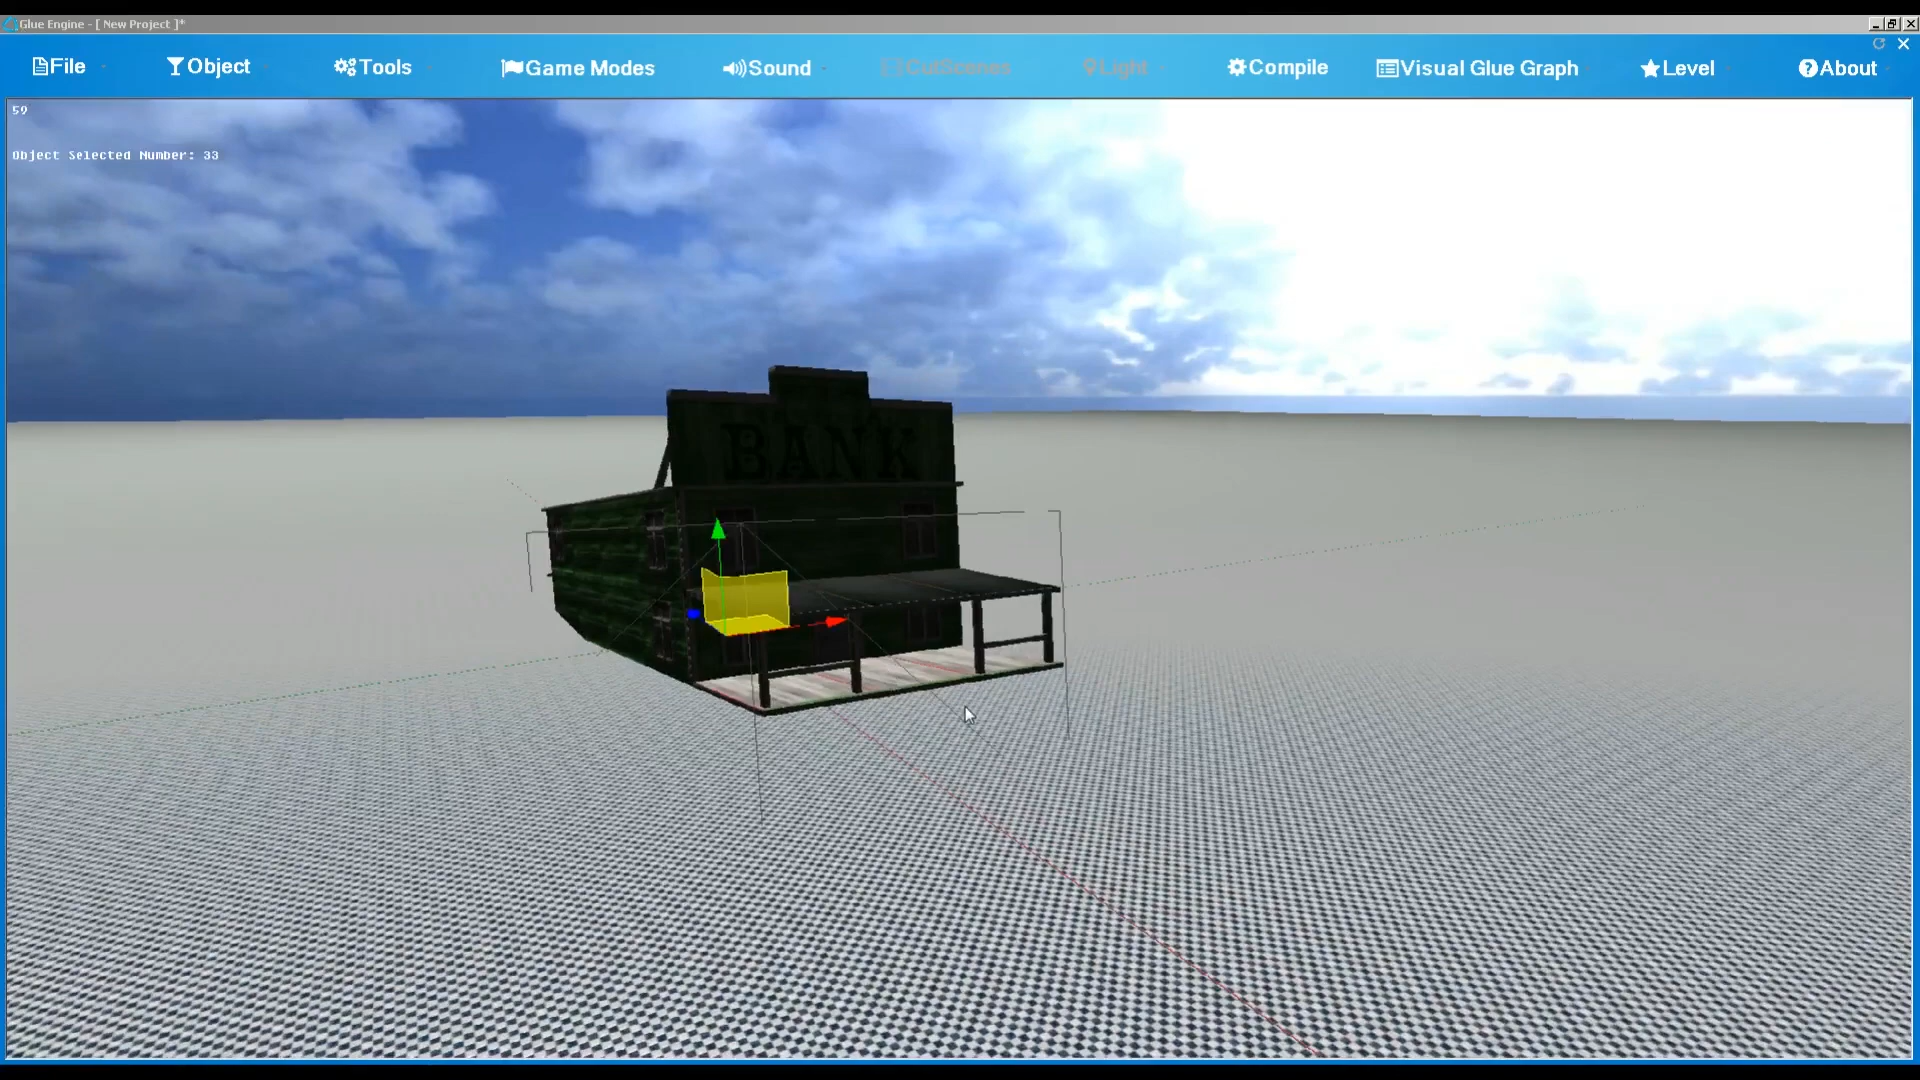 Glue Engine - [ New Project ]*
File Object Tools Game Modes Sound CutScenes Light Compile Visual Glue Graph Level About
59
Object Selected Number: 33
BANK